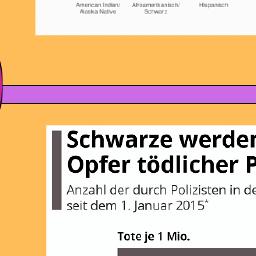 American Indian/ Afroamerikanisch/ Hispanisch
Alaska Native Schwarz
Schwarze werden
Opfer tödlicher P
Anzahl der durch Polizisten in de
seit dem 1. Januar 2015*
Tote je 1 Mio.